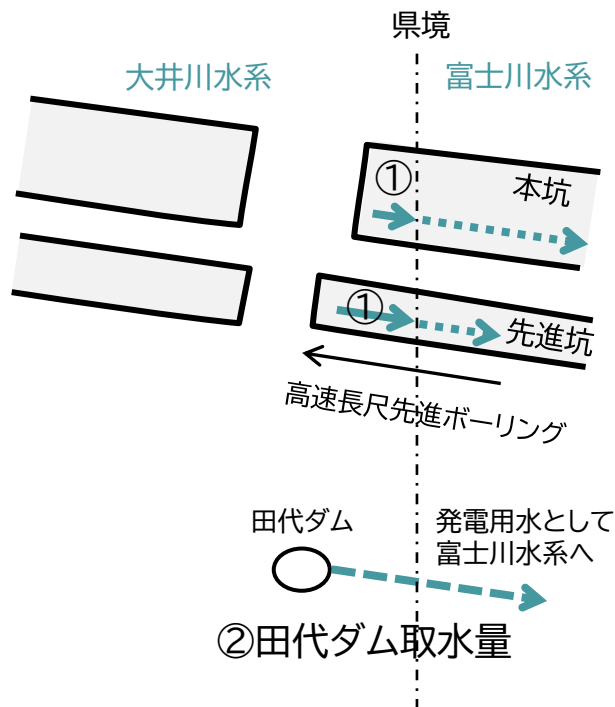 県境
大井川水系
富士川水系
①
本坑
①
先進坑
高速長尺先進ボーリング
田代ダム
発電用水として
富士川水系へ
②田代ダム取水量